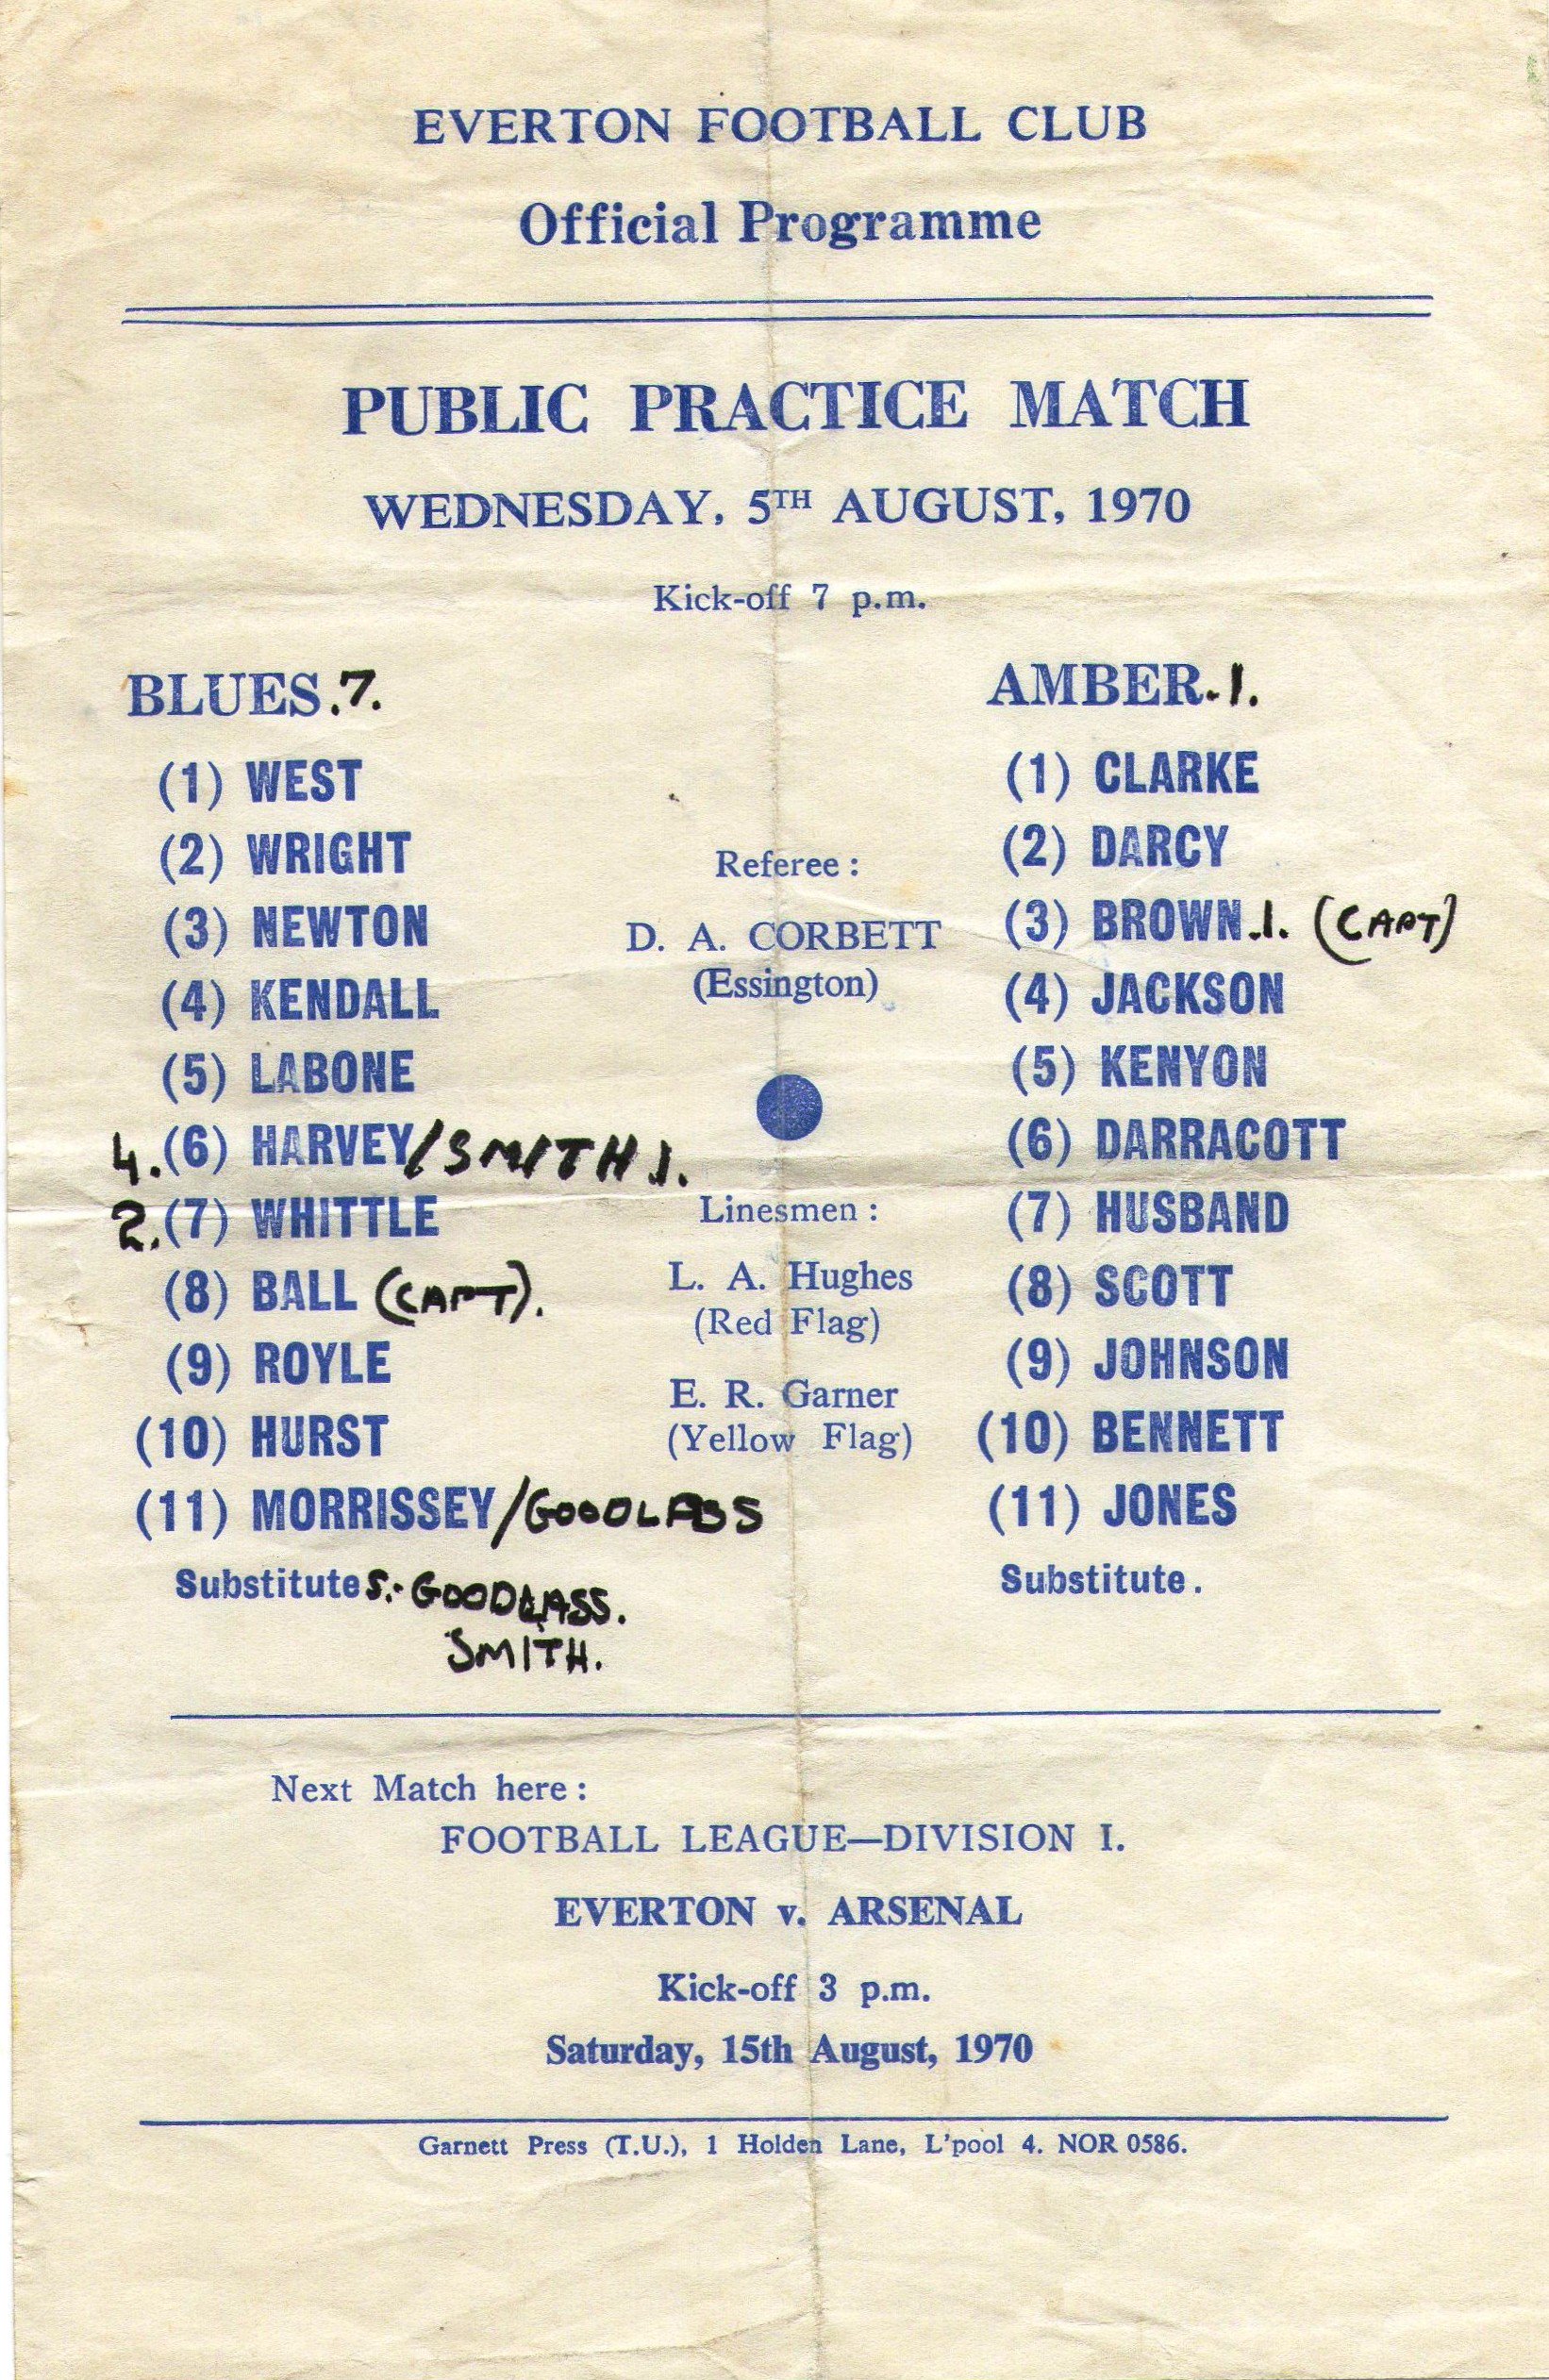 EVERTON FOOTBALL CLUB
Official Programme
PUBLIC PRACTICE MATCH
WEDNESDAY, 5TH AUGUST, 1970
Kick-off 7 p.m.
BLUES.7.
(1) WEST
(2) WRIGHT
(3) NEWTON
(4) KENDALL
(5) LABONE
4.(6) HARVEY/SMITH 1.
2.(7) WHITTLE
(8) BALL (CAPT).
(9) ROYLE
(10) HURST
(11) MORRISSEY/GOODLASS
Substitutes.- GOODLASS.
SMITH.
Referee :
D. A. CORBETT
(Essington)
Linesmen :
L. A. Hughes
(Red Flag)
E. R. Garner
(Yellow Flag)
AMBER.1.
(1) CLARKE
(2) DARCY
(3) BROWN.1. (CAPT)
(4) JACKSON
(5) KENYON
(6) DARRACOTT
(7) HUSBAND
(8) SCOTT
(9) JOHNSON
(10) BENNETT
(11) JONES
Substitute.
Next Match here :
FOOTBALL LEAGUE—DIVISION I.
EVERTON v. ARSENAL
Kick-off 3 p.m.
Saturday, 15th August, 1970
Garnett Press (T.U.), 1 Holden Lane, L'pool 4. NOR 0586.